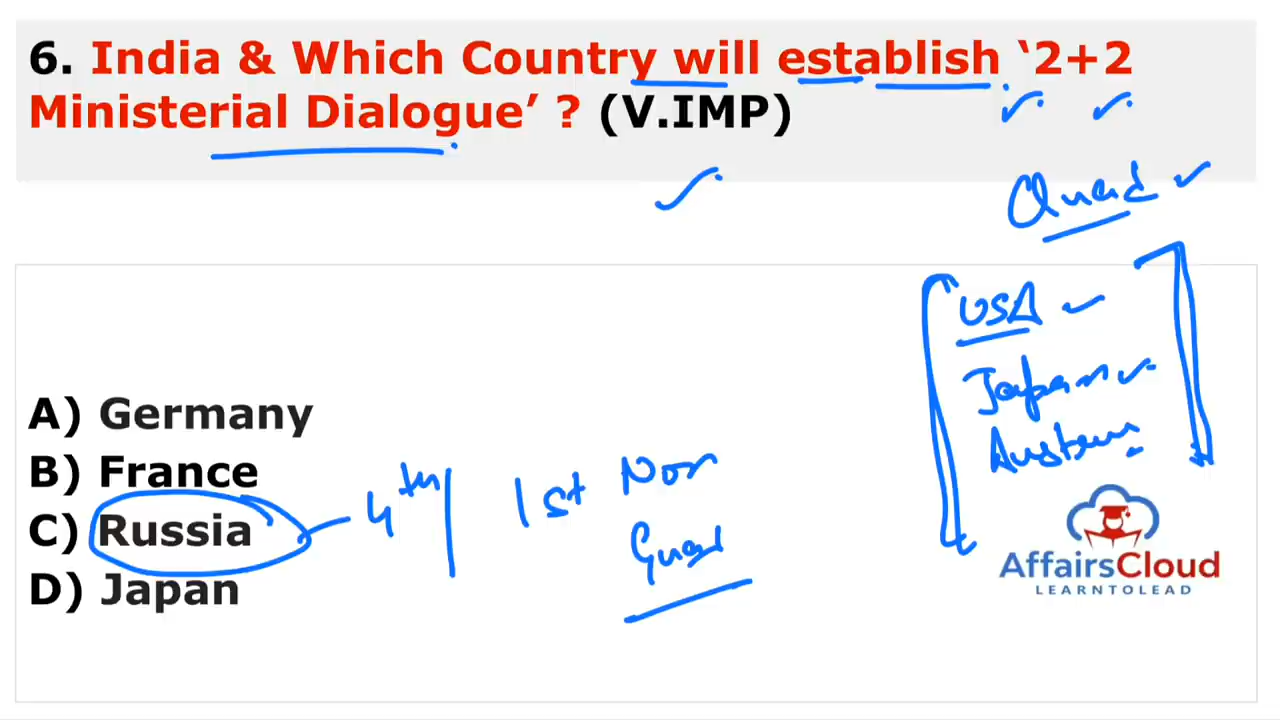 6. India & Which Country will establish ‘2+2
Ministerial Dialogue’ ? (V.IMP)
Quad
USA
Japan
A) Germany
B) France
C) Russia
D) Japan
4th
1st Non
Quad
AffairsCloud
LEARNTOLEAD